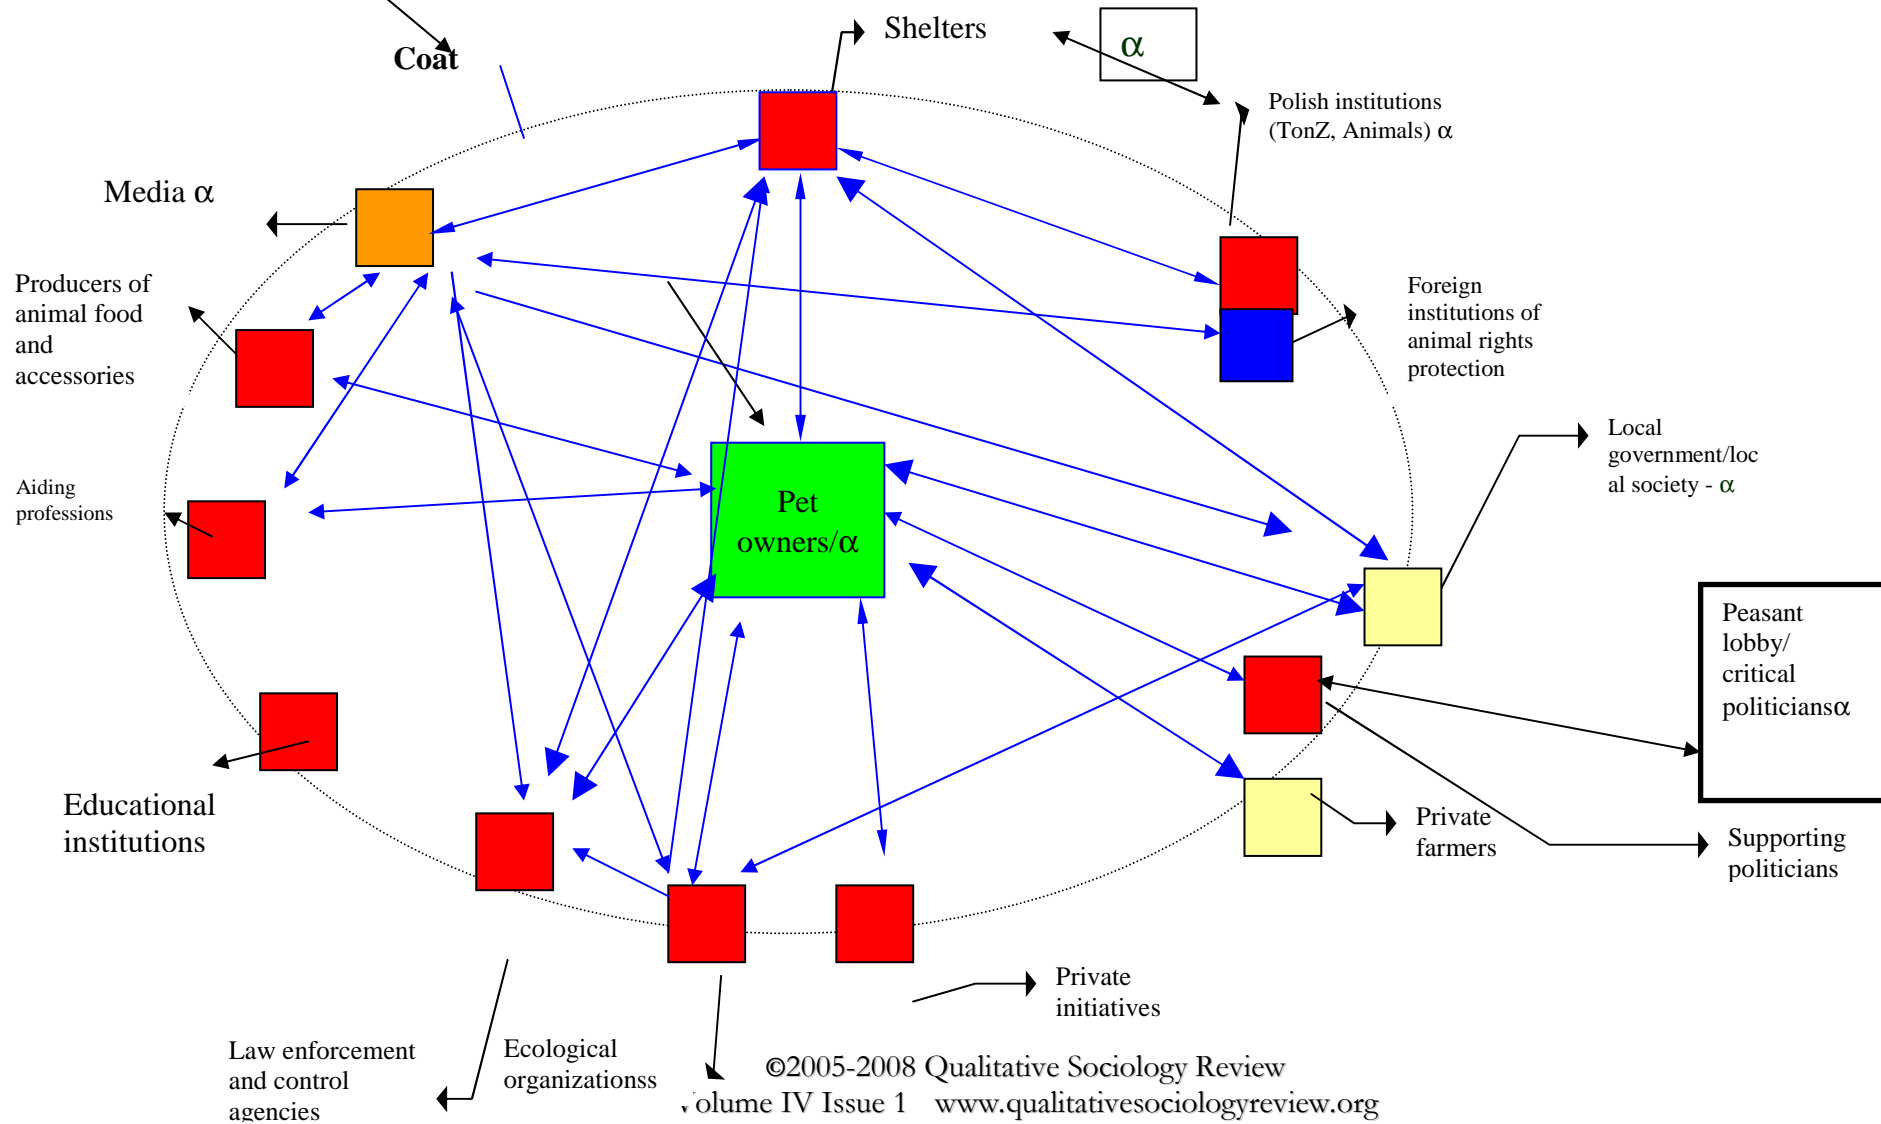 Shelters
α
Coat
Polish institutions
(TonZ, Animals) α
Media α
Producers of
animal food
and
accessories
Foreign
institutions of
animal rights
protection
Local
government/loc
al society - α
Aiding
professions
Pet
owners/α
Peasant
lobby/
critical
politiciansα
Educational
institutions
Private
farmers
Supporting
politicians
Private
initiatives
Law enforcement
and control
agencies
Ecological
organizationss
©2005-2008 Qualitative Sociology Review
Volume IV Issue 1 www.qualitativesociologyreview.org